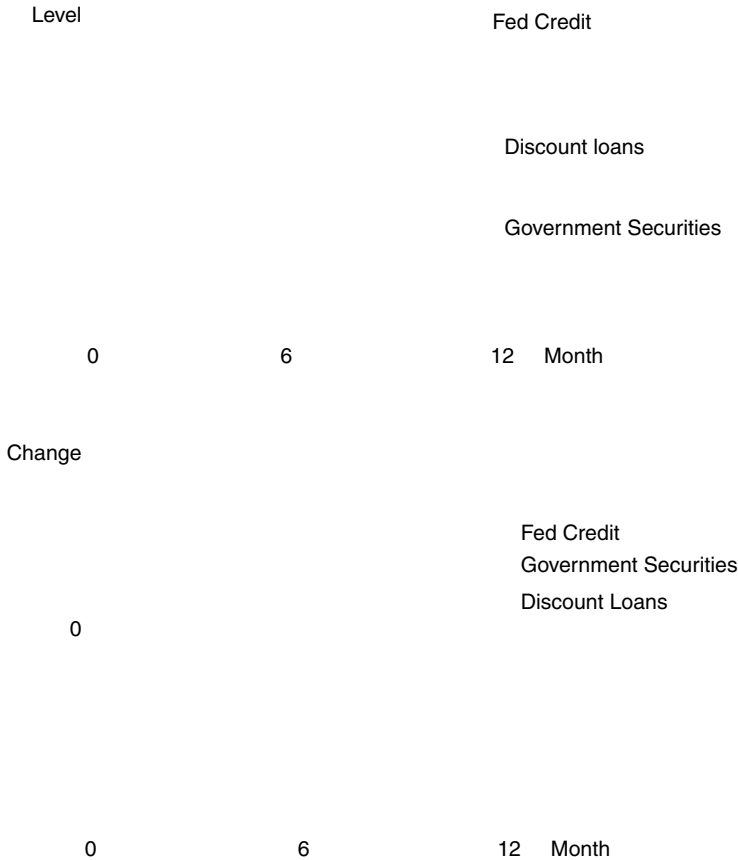 Level
Fed Credit
Discount loans
Government Securities
0 6 12 Month
Change
Fed Credit
Government Securities
Discount Loans
0
0 6 12 Month